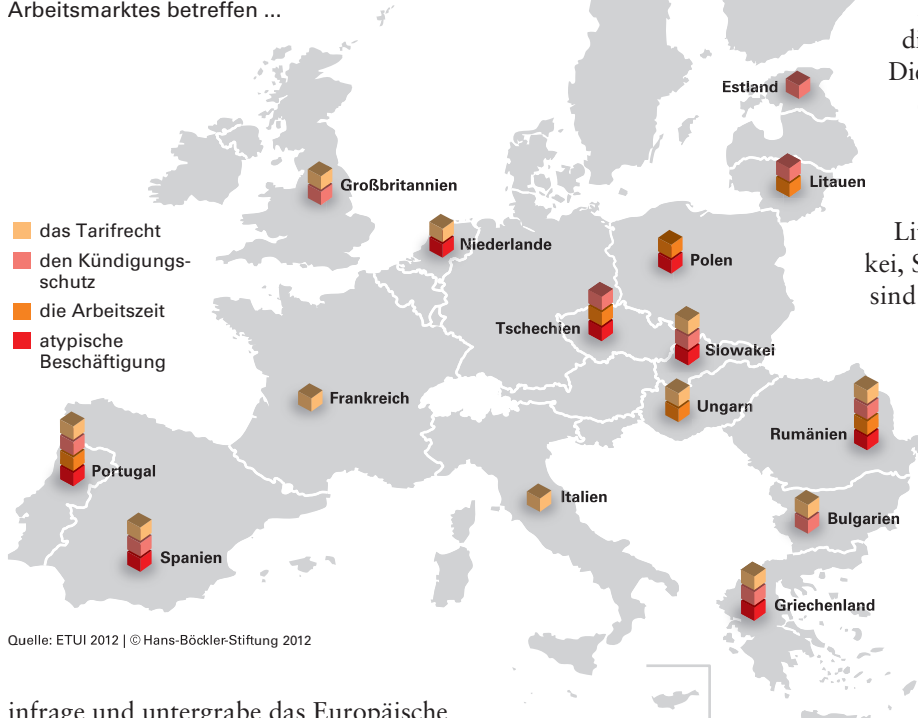 Arbeitsmarktes betreffen ...
Die
Estland
Großbritannien
Litauen
das Tarifrecht
den Kündigungs-
schutz
die Arbeitszeit
atypische
Beschäftigung
Niederlande
Polen
kei, S
sind
Tschechien
Slowakei
Frankreich
Ungarn
Rumänien
Portugal
Italien
Bulgarien
Spanien
Griechenland
Quelle: ETUI 2012 | © Hans-Böckler-Stiftung 2012
infrage und untergrabe das Europäische